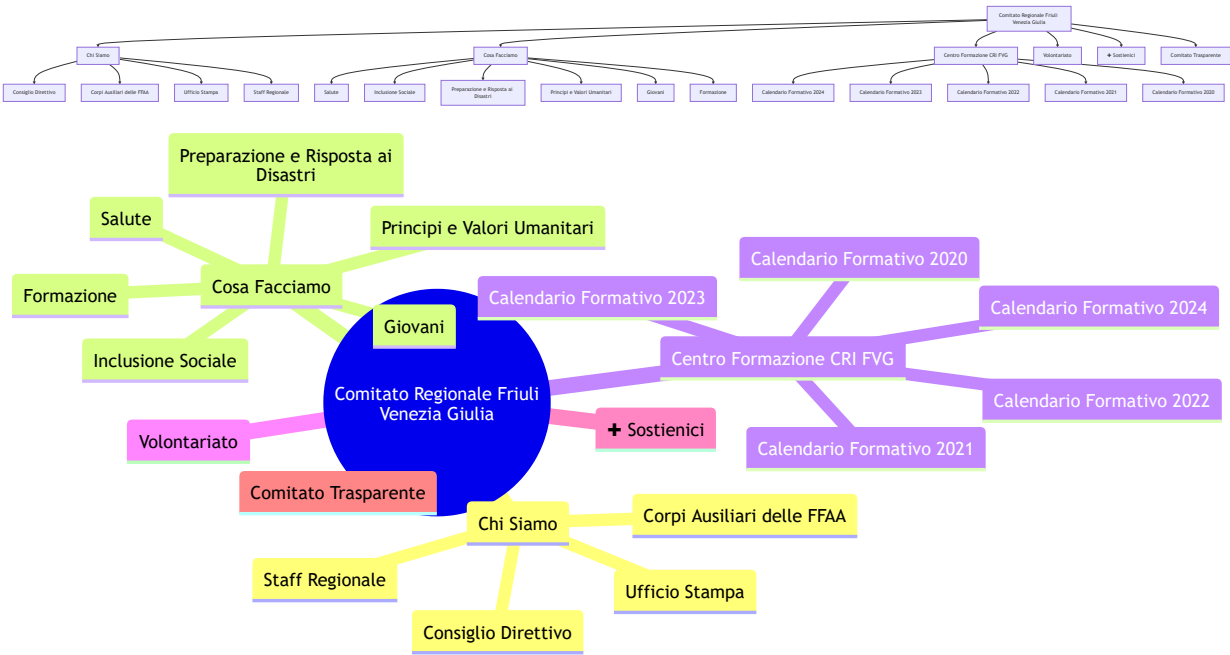 Comitato Regionale Friuli
Venezia Giulia
Chi Siamo
Cosa Facciamo
Centro Formazione CRI FVG
Volontariato
✚ Sostienici
Comitato Trasparente
Consiglio Direttivo
Corpi Ausiliari delle FFAA
Ufficio Stampa
Staff Regionale
Salute
Inclusione Sociale
Preparazione e Risposta ai
Disastri
Principi e Valori Umanitari
Giovani
Formazione
Calendario Formativo 2024
Calendario Formativo 2023
Calendario Formativo 2022
Calendario Formativo 2021
Calendario Formativo 2020
Preparazione e Risposta ai
Disastri
Salute
Principi e Valori Umanitari
Cosa Facciamo
Formazione
Giovani
Inclusione Sociale
Calendario Formativo 2020
Calendario Formativo 2023
Calendario Formativo 2024
Centro Formazione CRI FVG
Calendario Formativo 2022
Calendario Formativo 2021
Comitato Regionale Friuli
Venezia Giulia
Volontariato
✚ Sostienici
Comitato Trasparente
Chi Siamo
Corpi Ausiliari delle FFAA
Staff Regionale
Ufficio Stampa
Consiglio Direttivo